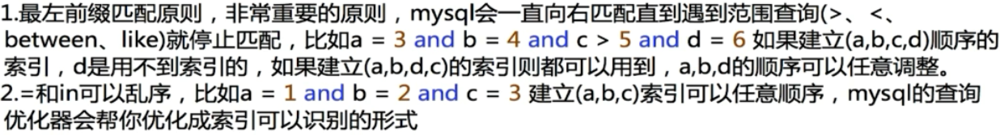 1.最左前缀匹配原则，非常重要的原则，mysql会一直向右匹配直到遇到范围查询(>、<、
between、like)就停止匹配，比如a = 3 and b = 4 and c > 5 and d = 6 如果建立(a,b,c,d)顺序的
索引，d是用不到索引的，如果建立(a,b,d,c)的索引则都可以用到，a,b,d的顺序可以任意调整。
2.=和in可以乱序，比如a = 1 and b = 2 and c = 3 建立(a,b,c)索引可以任意顺序，mysql的查询
优化器会帮你优化成索引可以识别的形式